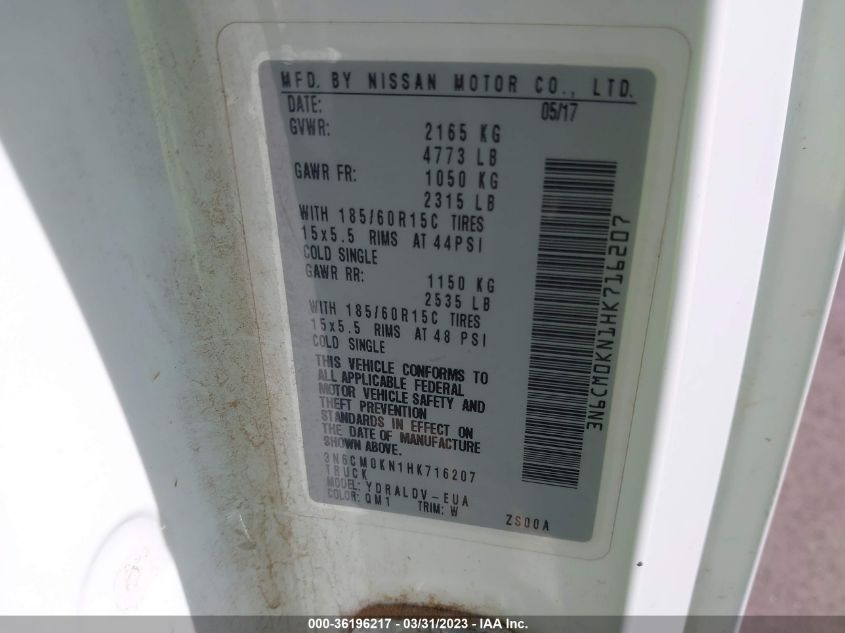 MFD. BY NISSAN MOTOR CO., LTD.
DATE: 05/17
GVWR: 2165 KG
4773 LB
GAWR FR: 1050 KG
2315 LB
WITH 185/60R15C TIRES
15x5.5 RIMS AT 44PSI
COLD SINGLE
GAWR RR: 1150 KG
2535 LB
WITH 185/60R15C TIRES
15x5.5 RIMS AT 48 PSI
COLD SINGLE
THIS VEHICLE CONFORMS TO
ALL APPLICABLE FEDERAL
MOTOR VEHICLE SAFETY AND
THEFT PREVENTION
STANDARDS IN EFFECT ON
THE DATE OF MANUFACTURE
SHOWN ABOVE.
3N6CM0KN1HK716207
TRUCK
MODEL: YDRALDV-EUA
COLOR: QM1 TRIM: W ZS00A
3N6CM0KN1HK716207
000-36196217 - 03/31/2023 - IAA Inc.